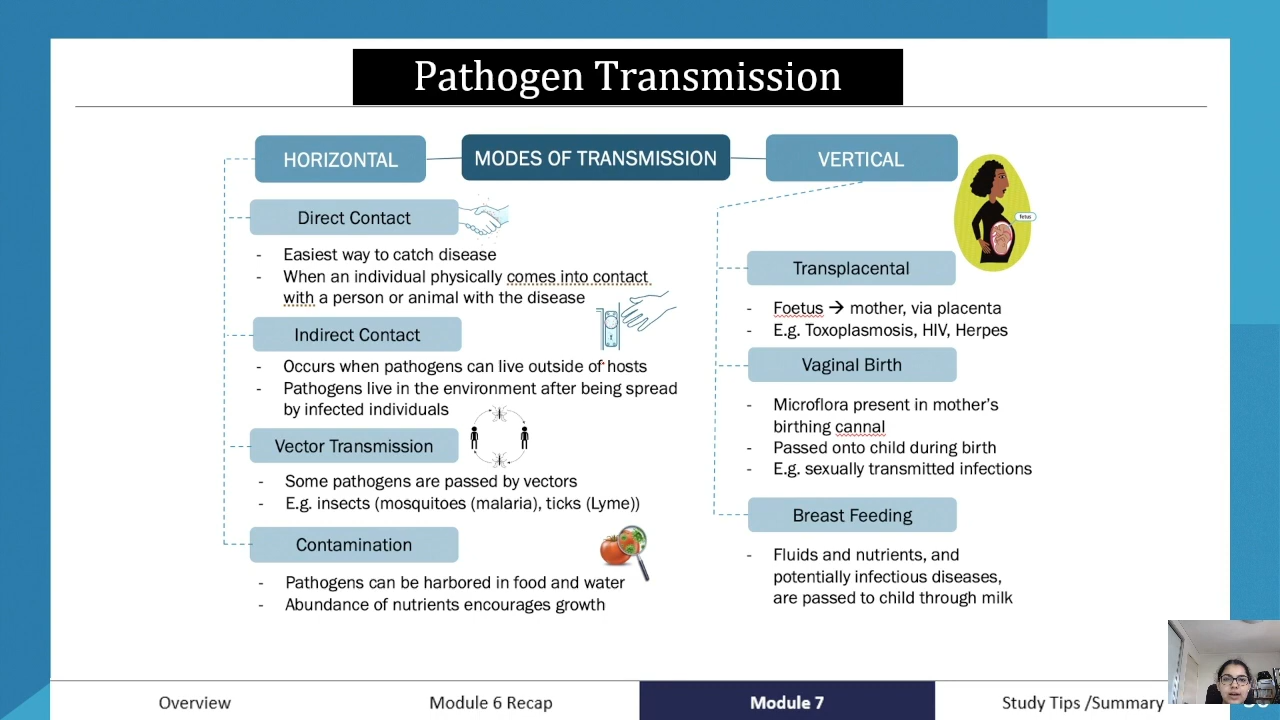 Pathogen Transmission
HORIZONTAL
MODES OF TRANSMISSION
VERTICAL
Direct Contact
- Easiest way to catch disease
- When an individual physically comes into contact
with a person or animal with the disease
Indirect Contact
- Occurs when pathogens can live outside of hosts
- Pathogens live in the environment after being spread
by infected individuals
Vector Transmission
- Some pathogens are passed by vectors
- E.g. insects (mosquitoes (malaria), ticks (Lyme))
Contamination
- Pathogens can be harbored in food and water
- Abundance of nutrients encourages growth
fetus
Transplacental
- Foetus → mother, via placenta
- E.g. Toxoplasmosis, HIV, Herpes
Vaginal Birth
- Microflora present in mother's
birthing cannal
- Passed onto child during birth
- E.g. sexually transmitted infections
Breast Feeding
- Fluids and nutrients, and
potentially infectious diseases,
are passed to child through milk
Overview
Module 6 Recap
Module 7
Study Tips /Summary